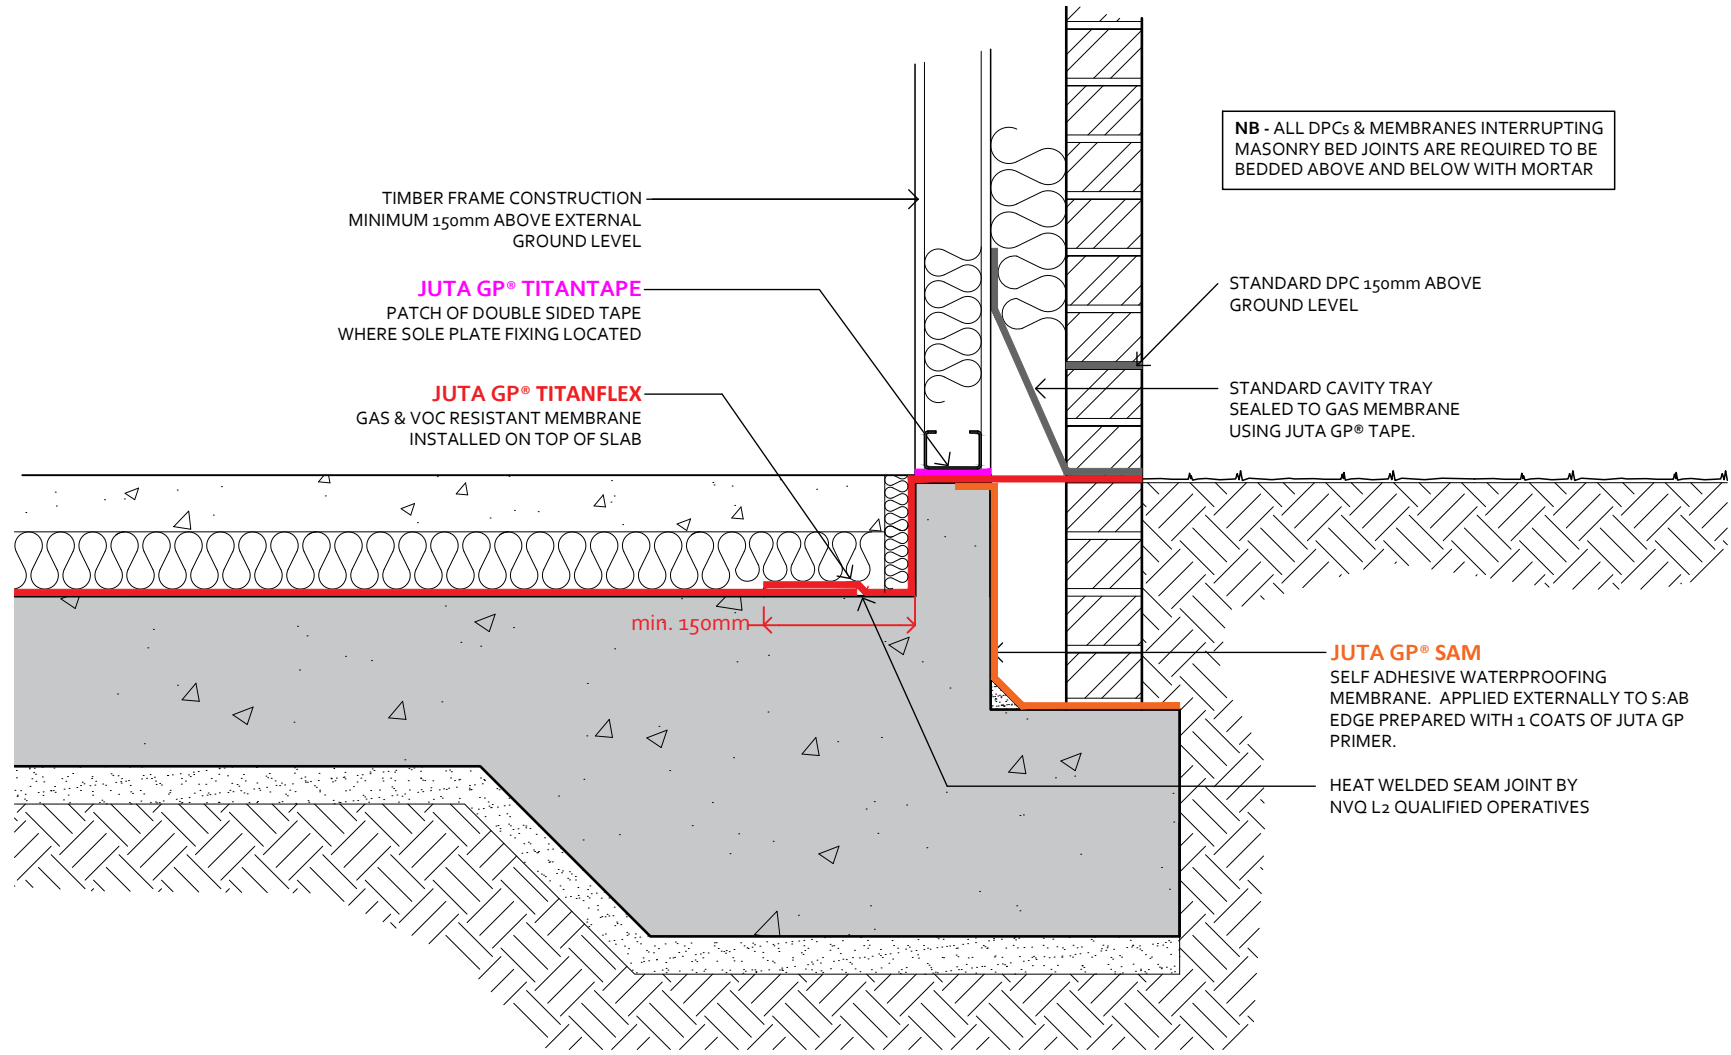 NB - ALL DPCs & MEMBRANES INTERRUPTING
MASONRY BED JOINTS ARE REQUIRED TO BE
BEDDED ABOVE AND BELOW WITH MORTAR
TIMBER FRAME CONSTRUCTION
MINIMUM 150mm ABOVE EXTERNAL
GROUND LEVEL
JUTA GP® TITANTAPE
PATCH OF DOUBLE SIDED TAPE
WHERE SOLE PLATE FIXING LOCATED
JUTA GP® TITANFLEX
GAS & VOC RESISTANT MEMBRANE
INSTALLED ON TOP OF SLAB
STANDARD DPC 150mm ABOVE
GROUND LEVEL
STANDARD CAVITY TRAY
SEALED TO GAS MEMBRANE
USING JUTA GP® TAPE.
min. 150mm
JUTA GP® SAM
SELF ADHESIVE WATERPROOFING
MEMBRANE. APPLIED EXTERNALLY TO S:AB
EDGE PREPARED WITH 1 COATS OF JUTA GP
PRIMER.
HEAT WELDED SEAM JOINT BY
NVQ L2 QUALIFIED OPERATIVES